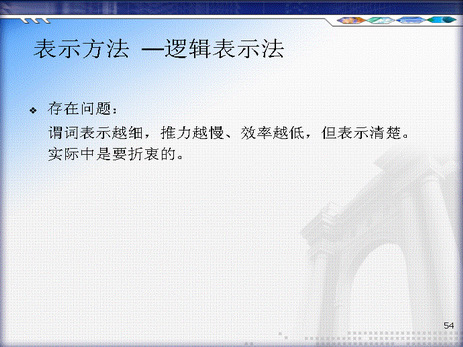 表示方法 —逻辑表示法
❖ 存在问题：
谓词表示越细，推力越慢、效率越低，但表示清楚。
实际中是要折衷的。
54